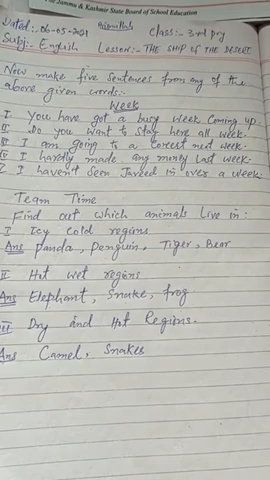 Jammu & Kashmir State Board of School Education
Dated:- 06-05-2021 Bismillah Class:- 3rd Pry
Subj:- English Lesson:- THE SHIP OF THE DESERT
Now make five sentences from any of the
above given words:-
Week
I You have got a busy week coming up.
II Do you want to stay here all week.
III I am going to a forest next week.
IV I hardly made any money last week.
V I haven't seen Javeed in over a week.
Team Time
Find out which animals live in:
I Icy cold regions
Ans Panda, Penguin, Tiger, Bear
II Hot wet regions
Ans Elephant, Snake, frog
III Dry and Hot Regions.
Ans Camel, Snakes